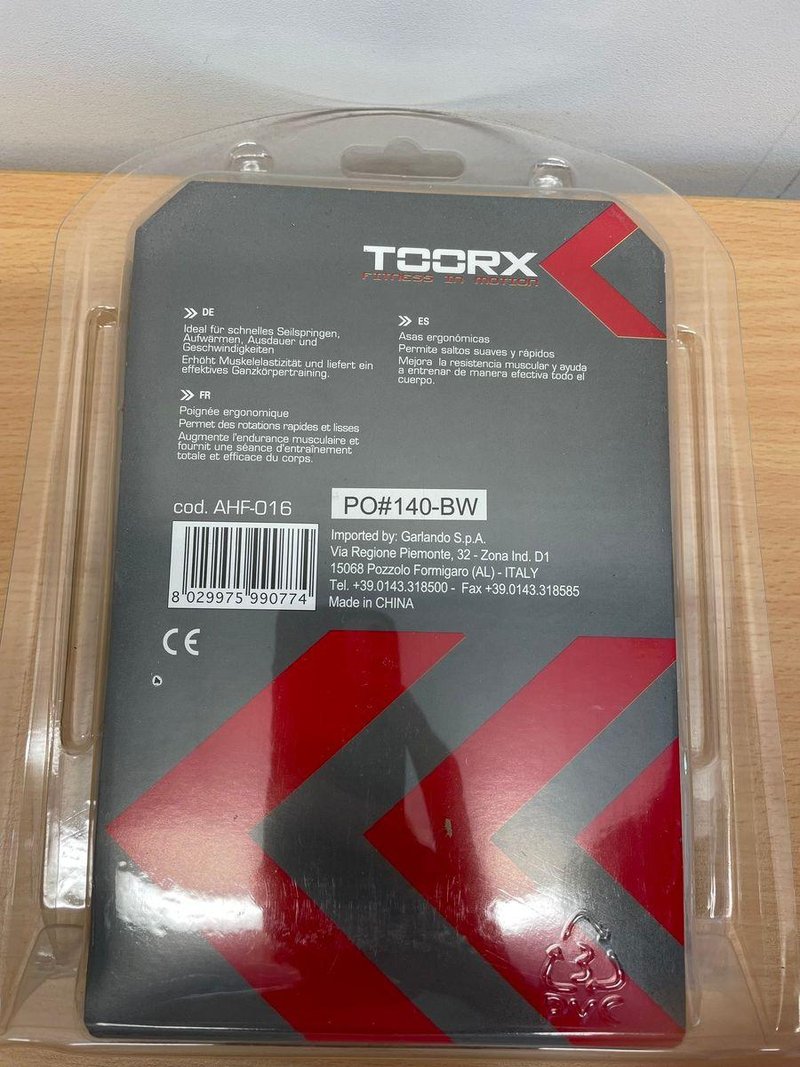 TOORX
FITNESS IN MOTION
DE
Ideal für schnelles Seilspringen,
Aufwärmen, Ausdauer und
Geschwindigkeiten
Erhöht Muskelelastizität und liefert ein
effektives Ganzkörpertraining.
FR
Poignée ergonomique
Permet des rotations rapides et lisses
Augmente l'endurance musculaire et
fournit une séance d'entraînement
totale et efficace du corps.
ES
Asas ergonómicas
Permite saltos suaves y rápidos
Mejora la resistencia muscular y ayuda
a entrenar de manera efectiva todo el
cuerpo.
cod. AHF-016
PO#140-BW
8 029975 990774
Imported by: Garlando S.p.A.
Via Regione Piemonte, 32 - Zona Ind. D1
15068 Pozzolo Formigaro (AL) - ITALY
Tel. +39.0143.318500 - Fax +39.0143.318585
Made in CHINA
CE
3
PVC